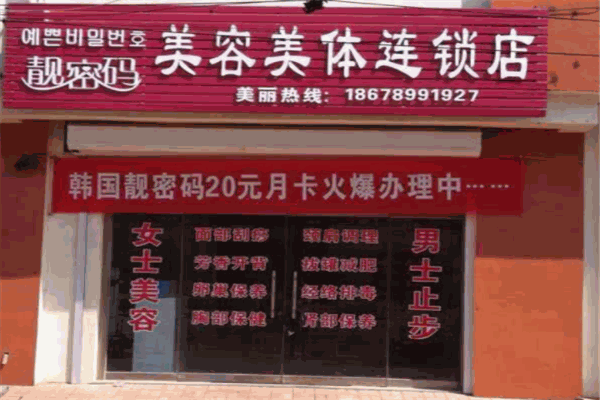 예쁜비밀번호
靓密码
美容美体连锁店
美丽热线：18678991927
韩国靓密码20元月卡火爆办理中……
女士美容
面部刮痧
芳香开背
卵巢保养
胸部保健
颈肩调理
拔罐减肥
经络排毒
肾部保养
男士止步